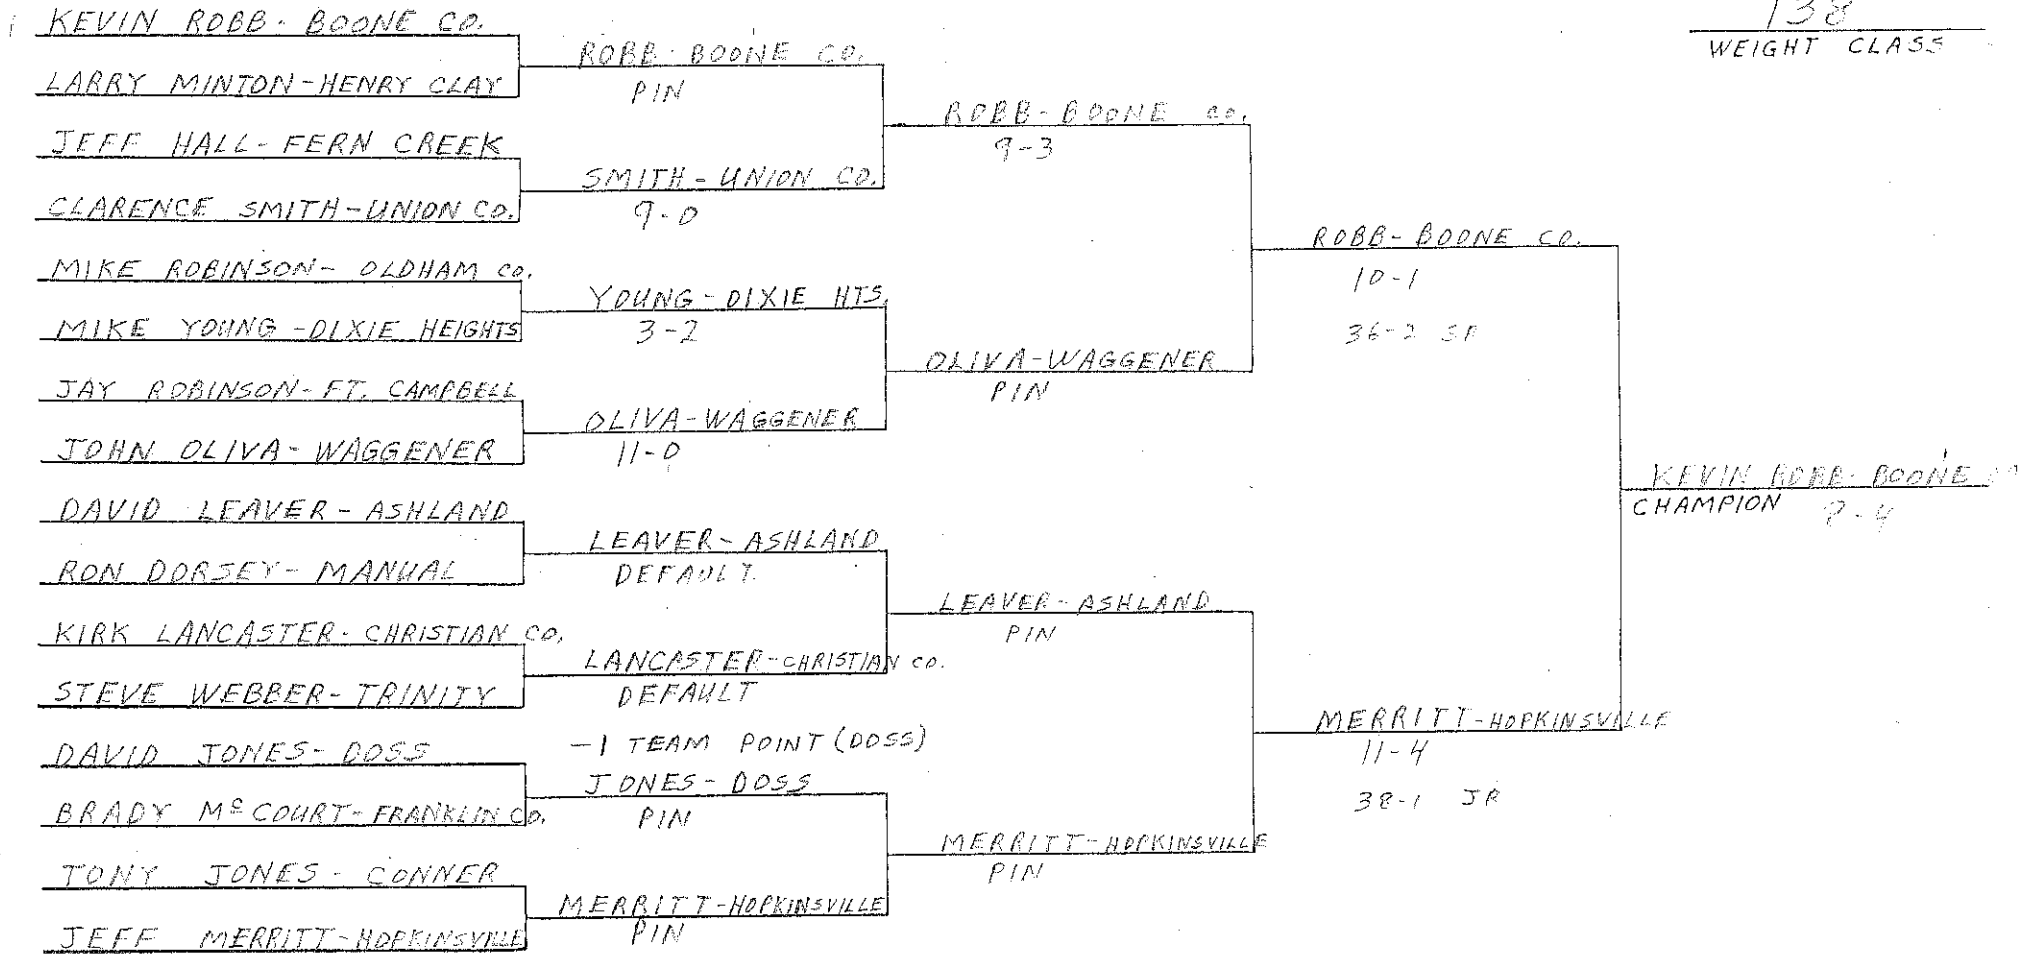 138
WEIGHT CLASS
KEVIN ROBB - BOONE CO.
LARRY MINTON - HENRY CLAY
JEFF HALL - FERN CREEK
CLARENCE SMITH - UNION CO.
MIKE ROBINSON - OLDHAM CO.
MIKE YOUNG - DIXIE HEIGHTS
JAY ROBINSON - FT. CAMPBELL
JOHN OLIVA - WAGGENER
DAVID LEAVER - ASHLAND
RON DORSEY - MANUAL
KIRK LANCASTER - CHRISTIAN CO.
STEVE WEBBER - TRINITY
DAVID JONES - DOSS
BRADY McCOURT - FRANKLIN CO.
TONY JONES - CONNER
JEFF MERRITT - HOPKINSVILLE
ROBB - BOONE CO.
PIN
SMITH - UNION CO.
9-0
YOUNG - DIXIE HTS
3-2
OLIVA - WAGGENER
11-0
LEAVER - ASHLAND
DEFAULT
LANCASTER - CHRISTIAN CO.
DEFAULT
-1 TEAM POINT (DOSS)
JONES - DOSS
PIN
MERRITT - HOPKINSVILLE
PIN
ROBB - BOONE CO.
9-3
OLIVA - WAGGENER
PIN
LEAVER - ASHLAND
PIN
MERRITT - HOPKINSVILLE
PIN
ROBB - BOONE CO.
10-1
36-2 SR
MERRITT - HOPKINSVILLE
11-4
38-1 JR
KEVIN ROBB - BOONE
CHAMPION